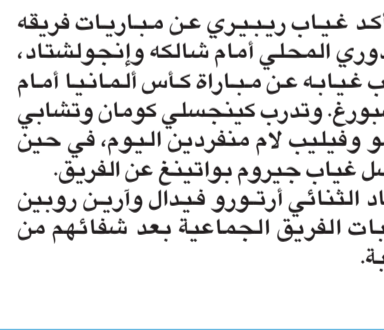 أكد غياب ريبيري عن مباريات فريقه
دوري المحلي أمام شالكه وإنجولشتاد،
ب غيابه عن مباراة كأس ألمانيا أمام
سبورغ. وتدرب كينجسلي كومان وتشابي
و وفيليب لام منفردين اليوم، في حين
سل غياب جيروم بواتينغ عن الفريق.
اد الثنائي أرتورو فيدال وآرين روبين
بات الفريق الجماعية بعد شفائهم من
بة.